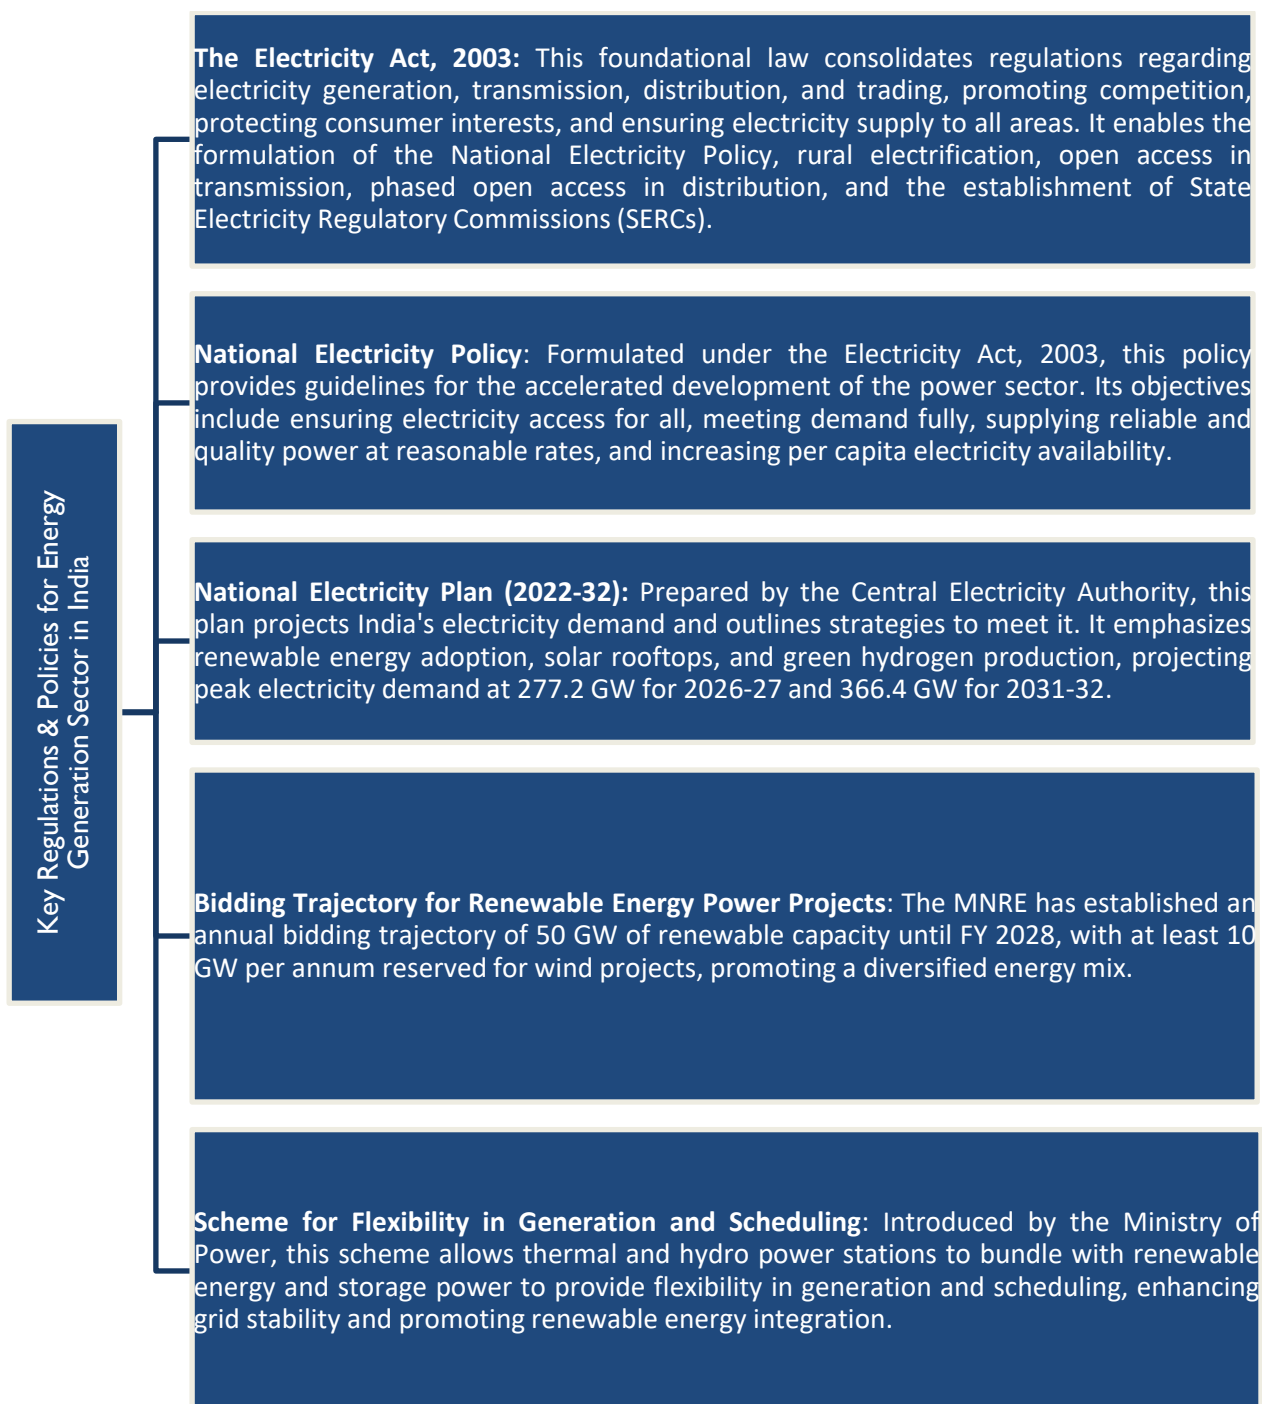 Key Regulations & Policies for Energy
Generation Sector in India
The Electricity Act, 2003: This foundational law consolidates regulations regarding
electricity generation, transmission, distribution, and trading, promoting competition,
protecting consumer interests, and ensuring electricity supply to all areas. It enables the
formulation of the National Electricity Policy, rural electrification, open access in
transmission, phased open access in distribution, and the establishment of State
Electricity Regulatory Commissions (SERCs).
National Electricity Policy: Formulated under the Electricity Act, 2003, this policy
provides guidelines for the accelerated development of the power sector. Its objectives
include ensuring electricity access for all, meeting demand fully, supplying reliable and
quality power at reasonable rates, and increasing per capita electricity availability.
National Electricity Plan (2022-32): Prepared by the Central Electricity Authority, this
plan projects India's electricity demand and outlines strategies to meet it. It emphasizes
renewable energy adoption, solar rooftops, and green hydrogen production, projecting
peak electricity demand at 277.2 GW for 2026-27 and 366.4 GW for 2031-32.
Bidding Trajectory for Renewable Energy Power Projects: The MNRE has established an
annual bidding trajectory of 50 GW of renewable capacity until FY 2028, with at least 10
GW per annum reserved for wind projects, promoting a diversified energy mix.
Scheme for Flexibility in Generation and Scheduling: Introduced by the Ministry of
Power, this scheme allows thermal and hydro power stations to bundle with renewable
energy and storage power to provide flexibility in generation and scheduling, enhancing
grid stability and promoting renewable energy integration.